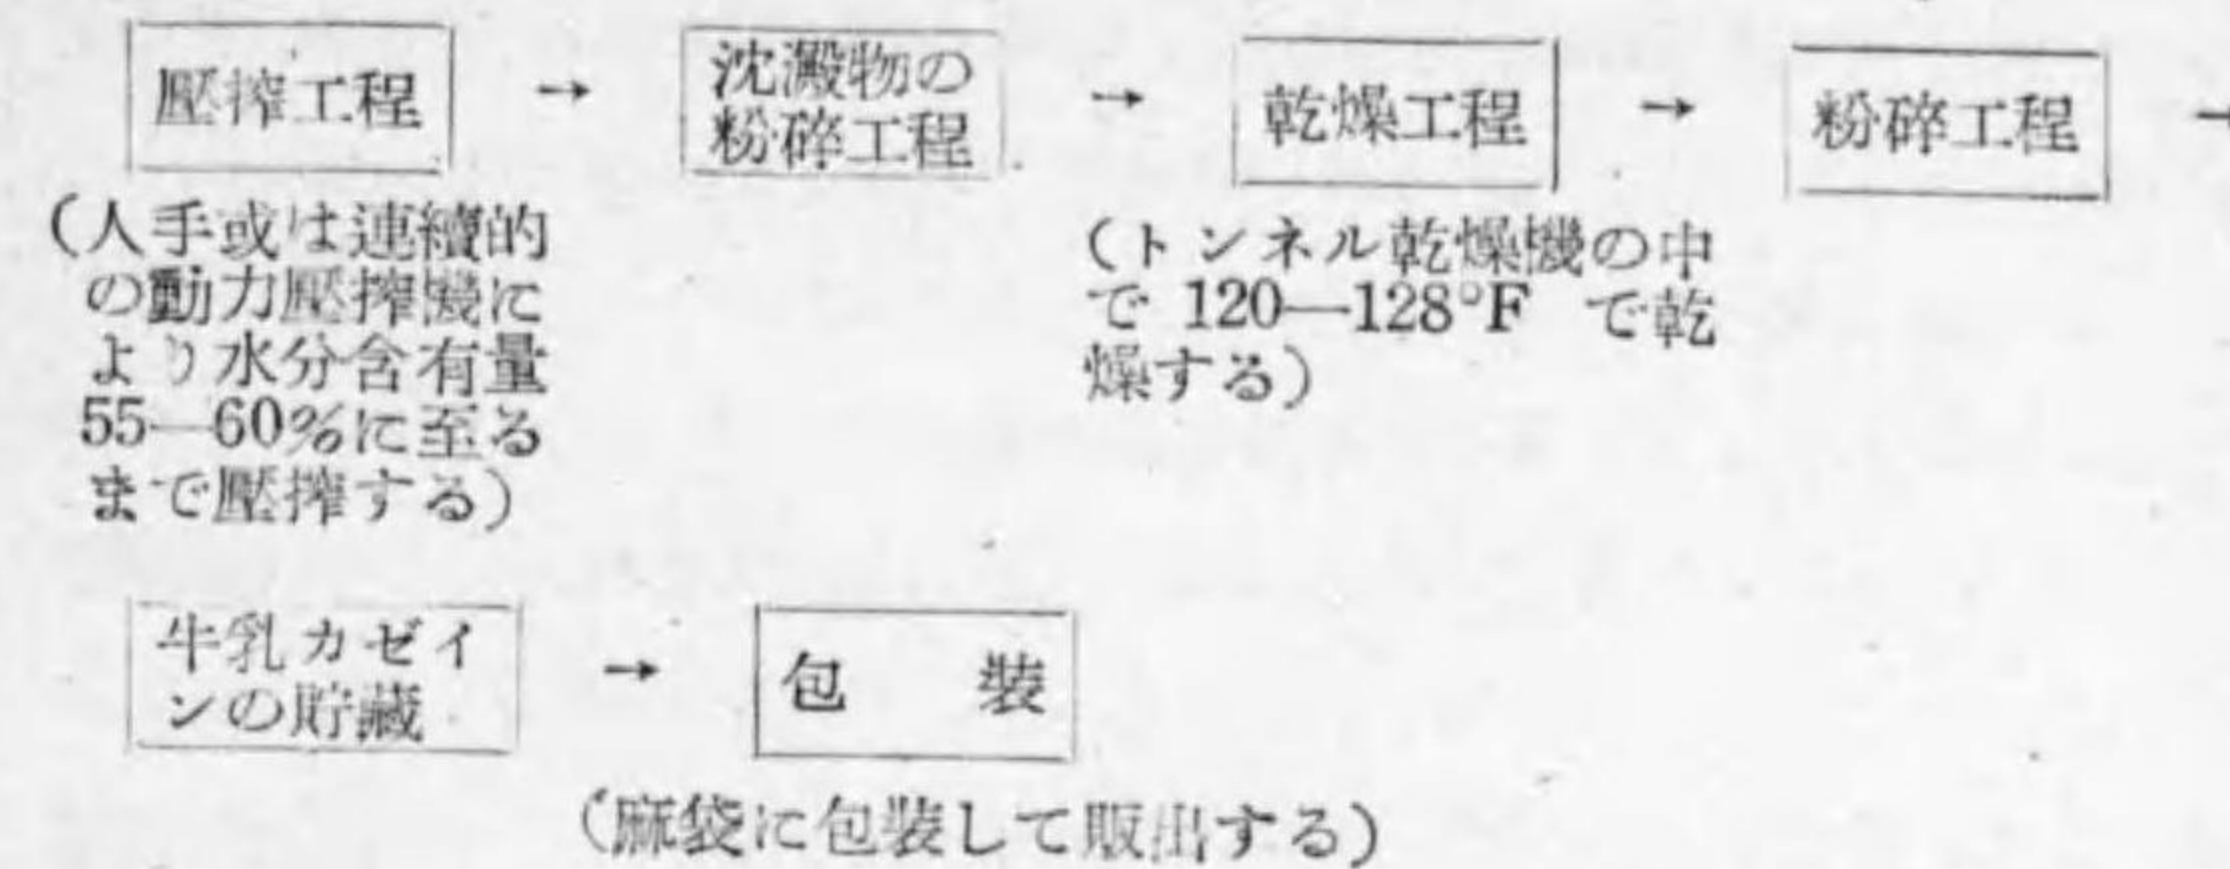 壓搾工程 → 沈澱物の粉碎工程 → 乾燥工程 → 粉碎工程 →
(人手或は連續的
の動力壓搾機に
より水分含有量
55—60%に至る
まで壓搾する)
(トンネル乾燥機の中
で 120—128°F で乾
燥する)
牛乳カゼイ
ンの貯藏
→ 包　裝
(麻袋に包裝して販出する)